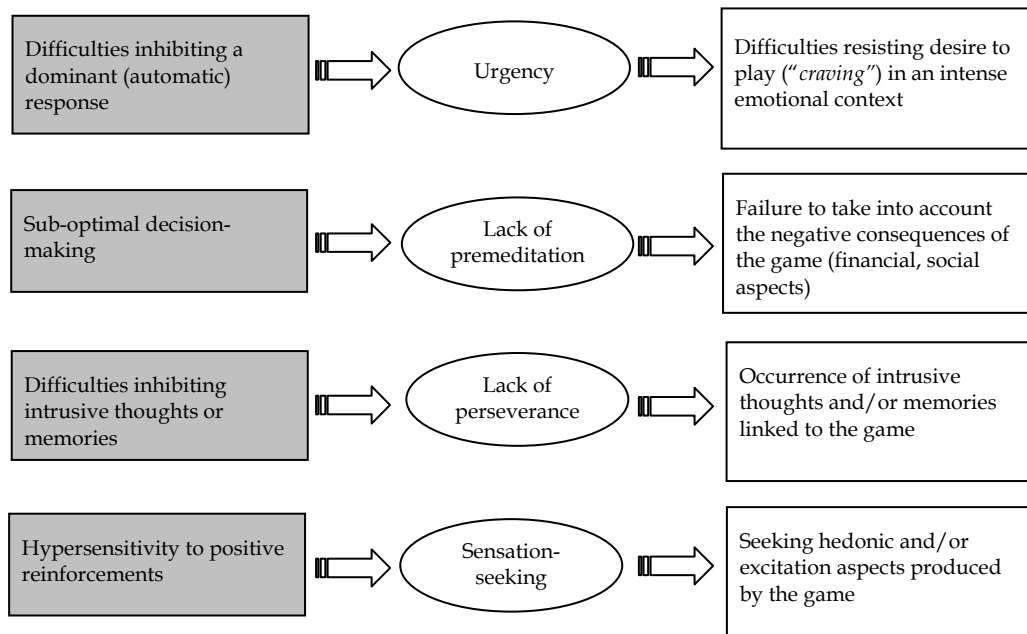 Difficulties inhibiting a
dominant (automatic)
response
Urgency
Difficulties resisting desire to
play (“craving”) in an intense
emotional context
Sub-optimal decision-
making
Lack of
premeditation
Failure to take into account
the negative consequences of
the game (financial, social
aspects)
Difficulties inhibiting
intrusive thoughts or
memories
Lack of
perseverance
Occurrence of intrusive
thoughts and/or memories
linked to the game
Hypersensitivity to positive
reinforcements
Sensation-
seeking
Seeking hedonic and/or
excitation aspects produced
by the game